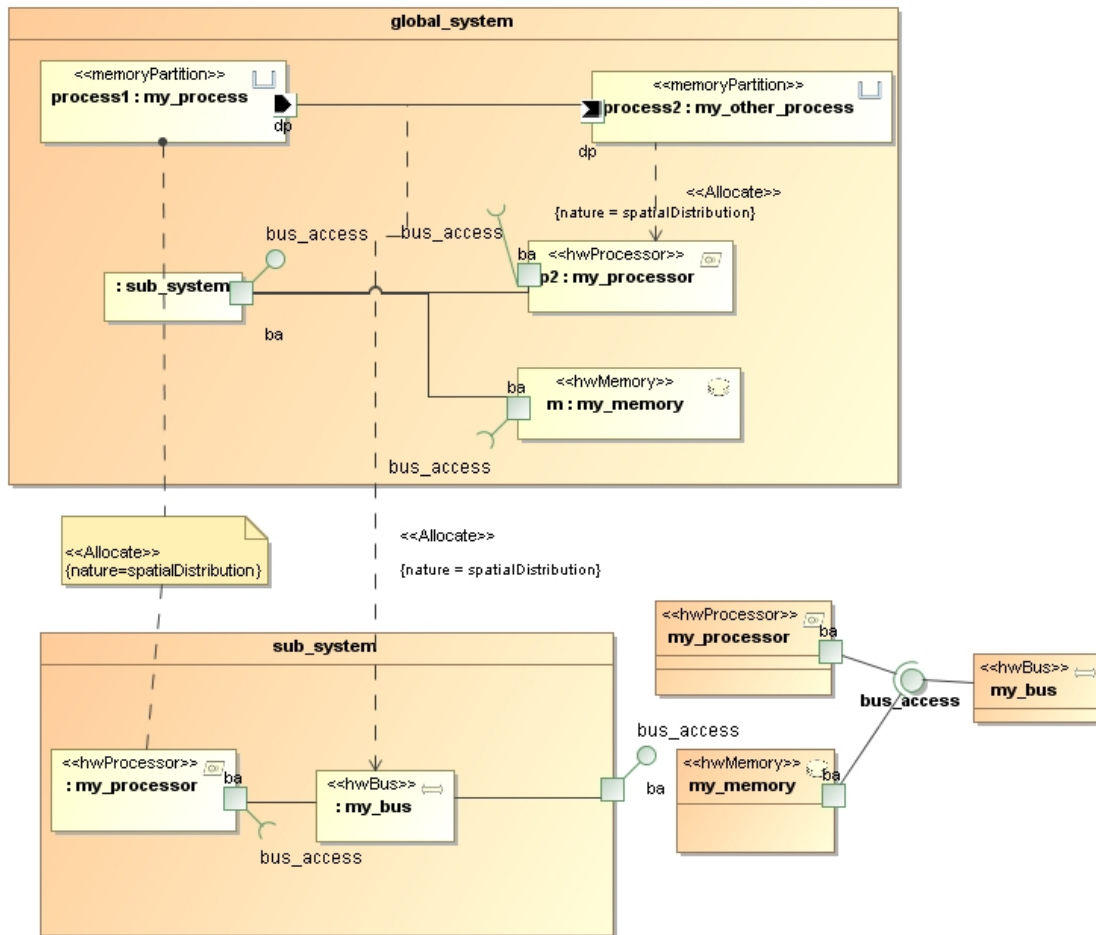 global_system
<<memoryPartition>>
process1 : my_process
dp
<<memoryPartition>>
process2 : my_other_process
dp
<<Allocate>>
{nature = spatialDistribution}
bus_access
bus_access
: sub_system
ba
<<hwProcessor>>
ba
p2 : my_processor
<<hwMemory>>
ba
m : my_memory
bus_access
<<Allocate>>
{nature=spatialDistribution}
<<Allocate>>
{nature = spatialDistribution}
sub_system
<<hwProcessor>>
: my_processor
ba
bus_access
<<hwBus>>
: my_bus
bus_access
ba
<<hwProcessor>>
my_processor
ba
bus_access
<<hwBus>>
my_bus
<<hwMemory>>
my_memory
ba